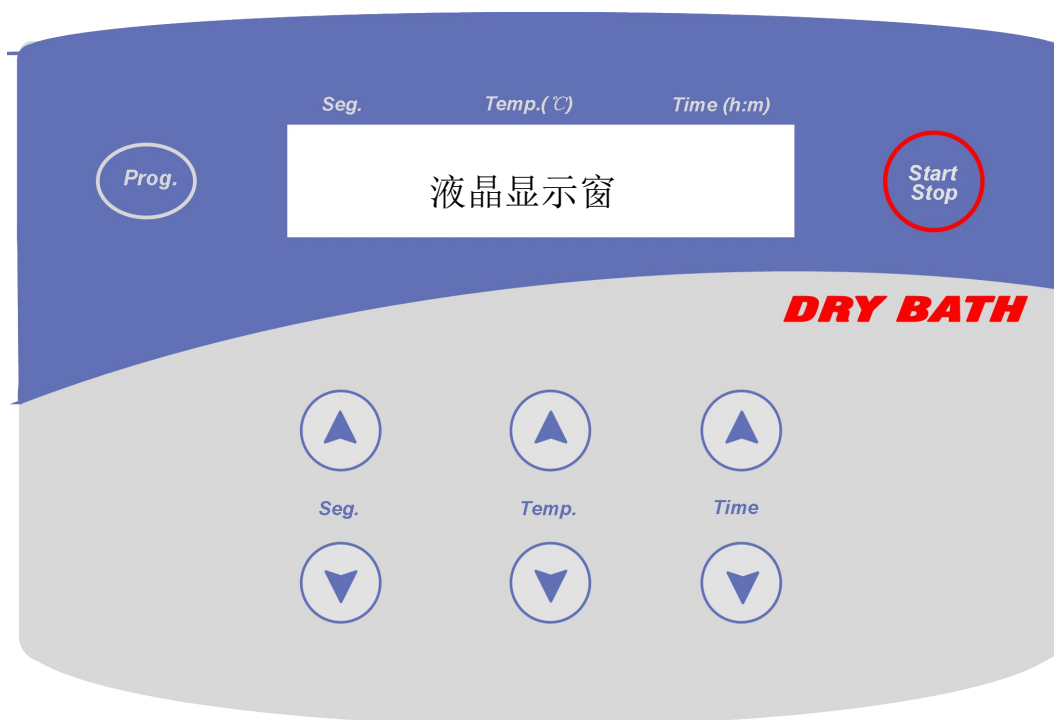 Seg. Temp.(℃) Time (h:m)
Prog.
液晶显示窗
Start
Stop
DRY BATH
Seg. Temp. Time